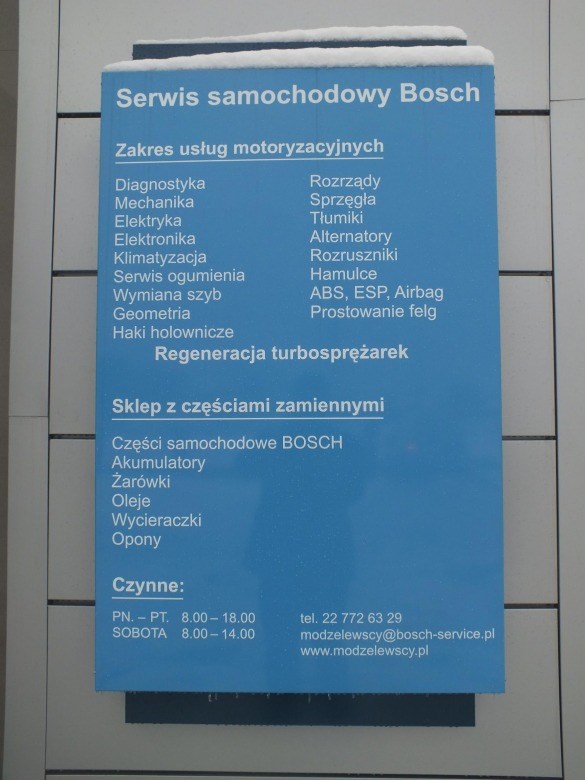 Serwis samochodowy Bosch
Zakres usług motoryzacyjnych
Diagnostyka
Mechanika
Elektryka
Elektronika
Klimatyzacja
Serwis ogumienia
Wymiana szyb
Geometria
Haki holownicze
Rozrządy
Sprzęgła
Tłumiki
Alternatory
Rozruszniki
Hamulce
ABS, ESP, Airbag
Prostowanie felg
Regeneracja turbosprężarek
Sklep z częściami zamiennymi
Części samochodowe BOSCH
Akumulatory
Żarówki
Oleje
Wycieraczki
Opony
Czynne:
PN. – PT. 8.00 – 18.00
SOBOTA 8.00 – 14.00
tel. 22 772 63 29
modzelewscy@bosch-service.pl
www.modzelewscy.pl